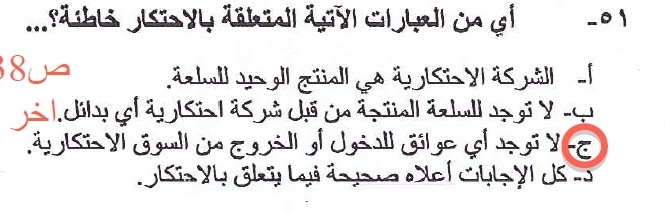 ٥١- أي من العبارات الآتية المتعلقة بالاحتكار خاطئة؟...
أ- الشركة الاحتكارية هي المنتج الوحيد للسلعة.
ص38
ب- لا توجد للسلعة المنتجة من قبل شركة احتكارية أي بدائل.
اخر
ج- لا توجد أي عوائق للدخول أو الخروج من السوق الاحتكارية.
د- كل الإجابات أعلاه صحيحة فيما يتعلق بالاحتكار.